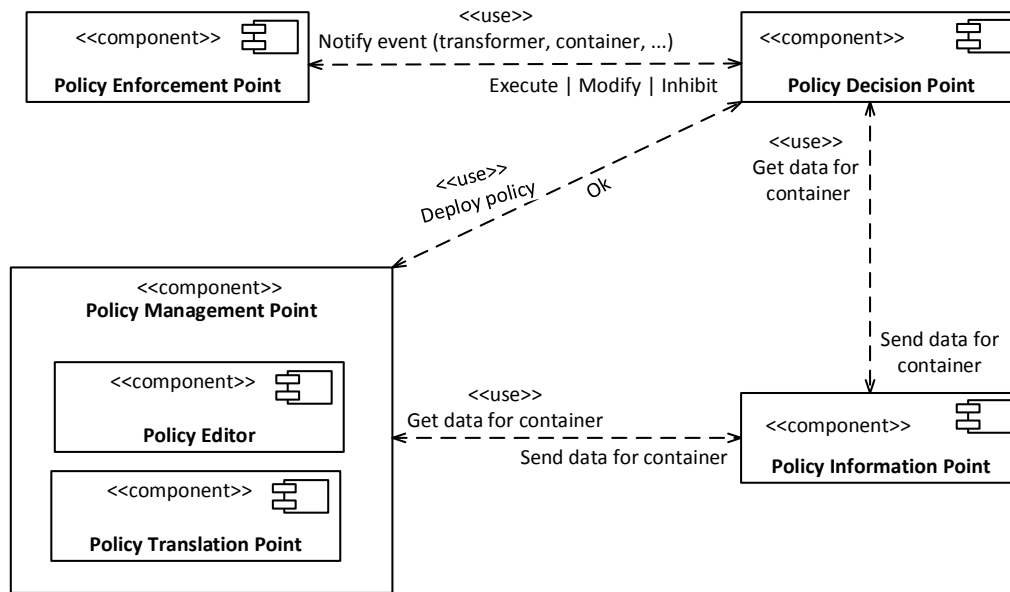 <<use>>
<<component>>
Notify event (transformer, container, ...)
<<component>>
Policy Enforcement Point
Execute | Modify | Inhibit
Policy Decision Point
<<use>>
Get data for
container
<<use>>
Deploy policy
Ok
<<component>>
Policy Management Point
Send data for
container
<<component>>
Policy Editor
<<use>>
Get data for container
Send data for container
<<component>>
Policy Information Point
<<component>>
Policy Translation Point